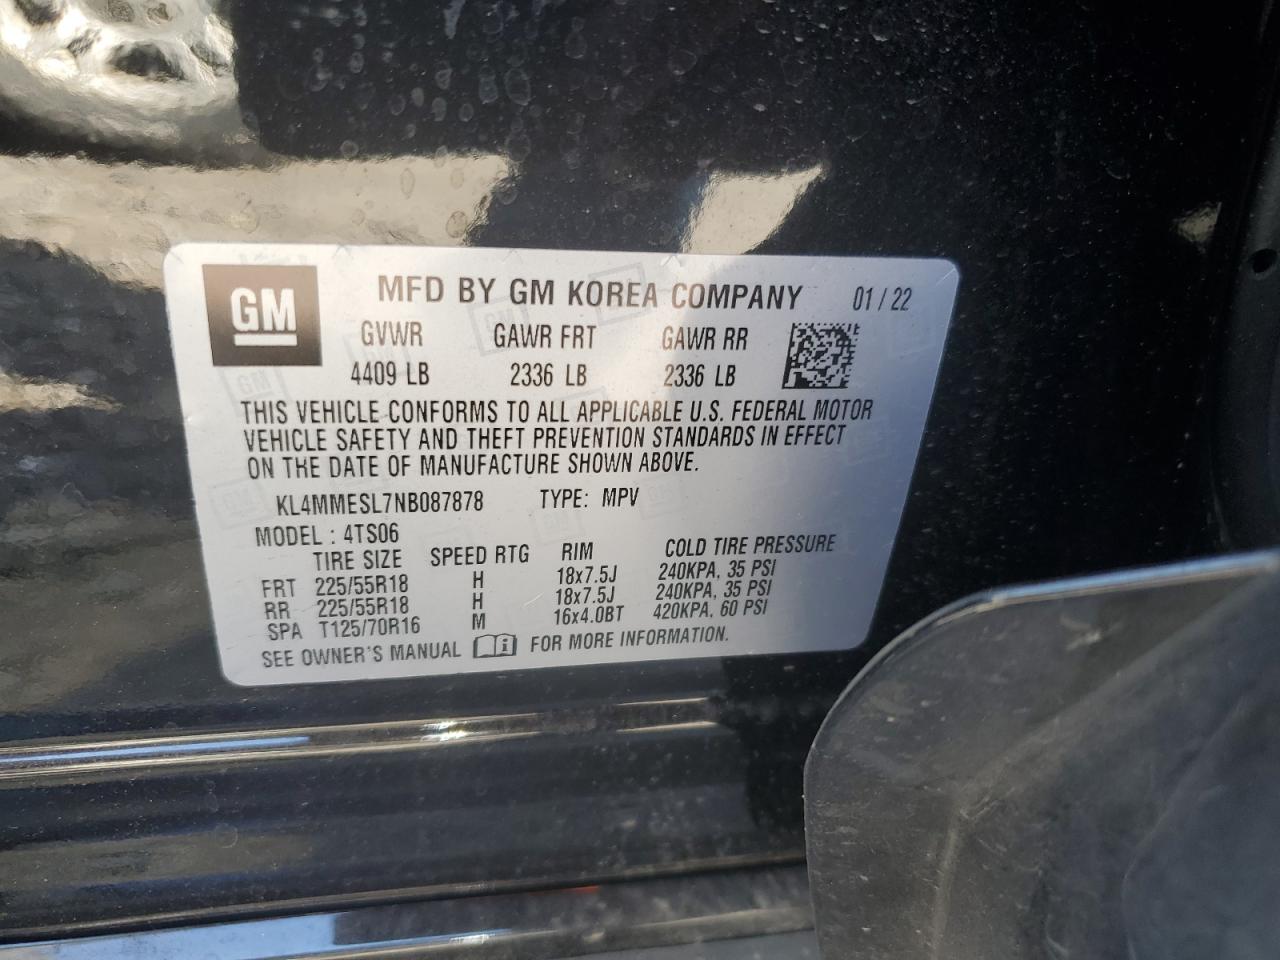 GM MFD BY GM KOREA COMPANY 01 / 22
GVWR GAWR FRT GAWR RR
4409 LB 2336 LB 2336 LB
THIS VEHICLE CONFORMS TO ALL APPLICABLE U.S. FEDERAL MOTOR
VEHICLE SAFETY AND THEFT PREVENTION STANDARDS IN EFFECT
ON THE DATE OF MANUFACTURE SHOWN ABOVE.
KL4MMESL7NB087878 TYPE: MPV
MODEL : 4TS06
TIRE SIZE SPEED RTG RIM COLD TIRE PRESSURE
FRT 225/55R18 H 18x7.5J 240KPA, 35 PSI
RR 225/55R18 H 18x7.5J 240KPA, 35 PSI
SPA T125/70R16 M 16x4.0BT 420KPA, 60 PSI
SEE OWNER'S MANUAL i FOR MORE INFORMATION.